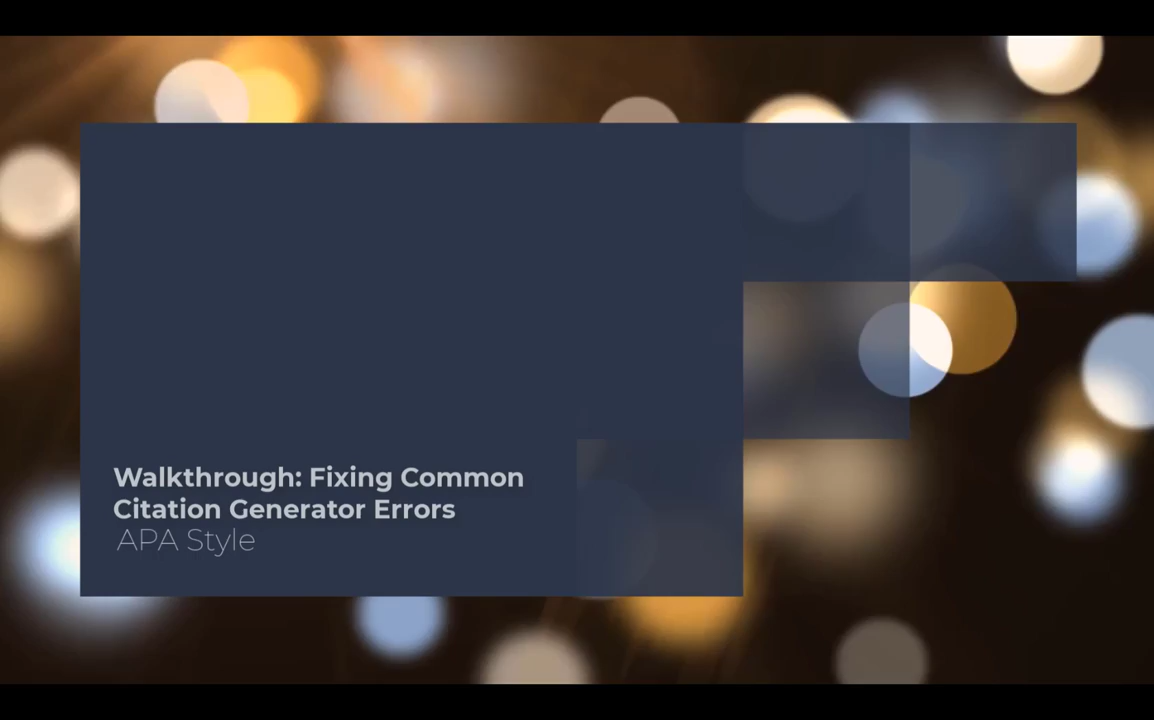 Walkthrough: Fixing Common
Citation Generator Errors
APA Style